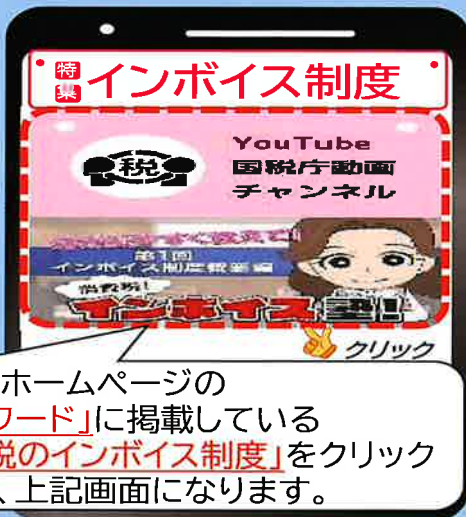 特集
インボイス制度
税
YouTube
国税庁動画
チャンネル
第1回
インボイス制度概要編
消費税!
インボイス塾!
クリック
ホームページの
ワード」に掲載している
税のインボイス制度」をクリック
、上記画面になります。